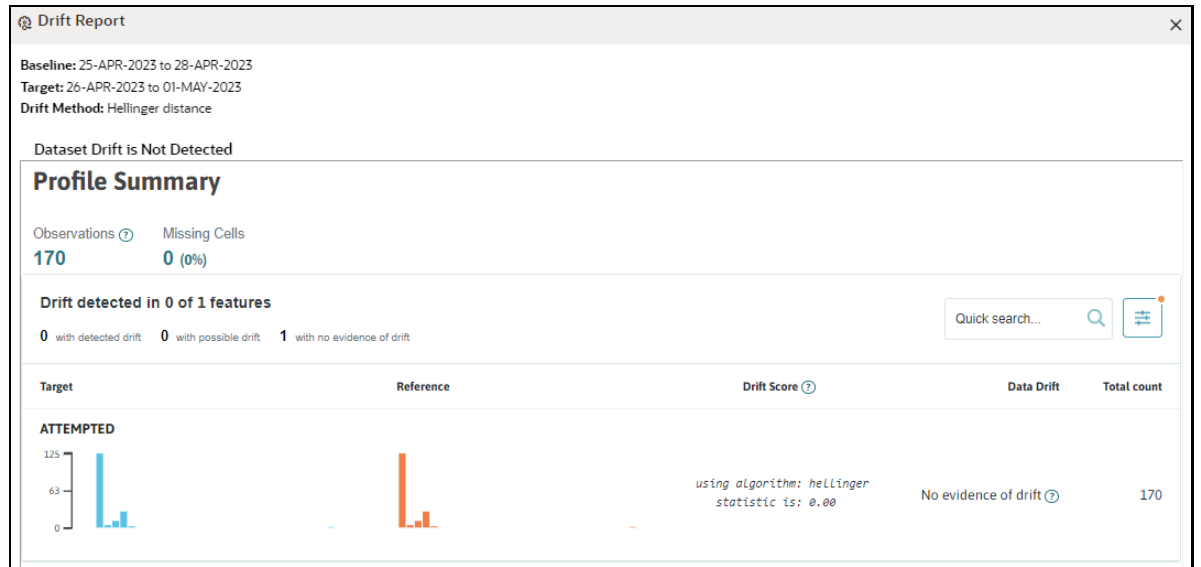 Drift Report
Baseline: 25-APR-2023 to 28-APR-2023
Target: 26-APR-2023 to 01-MAY-2023
Drift Method: Hellinger distance
Dataset Drift is Not Detected
Profile Summary
Observations ? Missing Cells
170 0 (0%)
Drift detected in 0 of 1 features
0 with detected drift 0 with possible drift 1 with no evidence of drift
Quick search...
Target Reference Drift Score ? Data Drift Total count
ATTEMPTED
125
63
0
using algorithm: hellinger
statistic is: 0.00
No evidence of drift ? 170